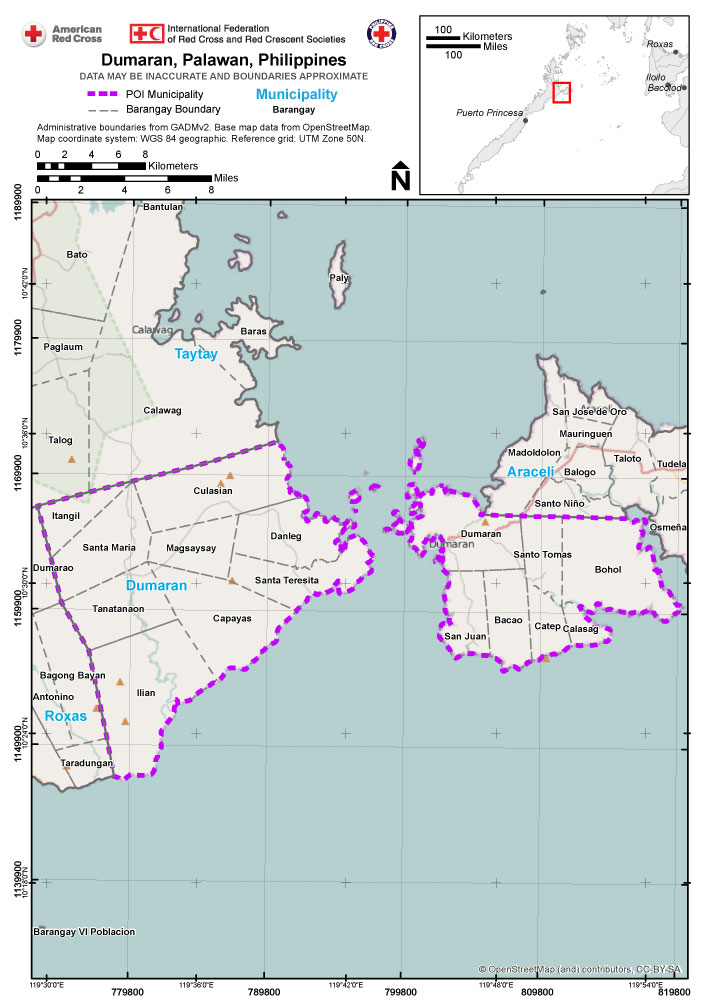 American
Red Cross
International Federation
of Red Cross and Red Crescent Societies
PHILIPPINE
RED CROSS
Dumaran, Palawan, Philippines
DATA MAY BE INACCURATE AND BOUNDARIES APPROXIMATE
POI Municipality
Municipality
Barangay Boundary
Barangay
Administrative boundaries from GADMv2. Base map data from OpenStreetMap.
Map coordinate system: WGS 84 geographic. Reference grid: UTM Zone 50N.
0 2 4 6 8 Kilometers
0 2 4 6 8 Miles
N
100
Kilometers
Miles
100
Roxas
Iloilo
Bacolod
Puerto Princesa
1189900
Bantulan
Bato
Paly
10°42'0"N
1179900
Calawag
Baras
Paglaum
Taytay
Calawag
San Jose de Oro
Araceli
Mauringuen
10°36'0"N
Talog
Madoldolon
Taloto
Tudela
Araceli
Balogo
1169900
Culasian
Santo Niño
Itangil
Osmeña
Danleg
Dumaran
Dumaran
Santa Maria
Magsaysay
Santo Tomas
Dumarao
Bohol
10°30'0"N
Dumaran
Santa Teresita
1159900
Tanatanaon
Capayas
Bacao
Catep
Calasag
San Juan
Bagong Bayan
Antonino
Ilian
Roxas
1149900
10°24'0"N
Taradungan
1139900
10°18'0"N
Barangay VI Poblacion
© OpenStreetMap (and) contributors, CC-BY-SA
119°30'0"E
119°36'0"E
119°42'0"E
119°48'0"E
119°54'0"E
779800
789800
799800
809800
819800